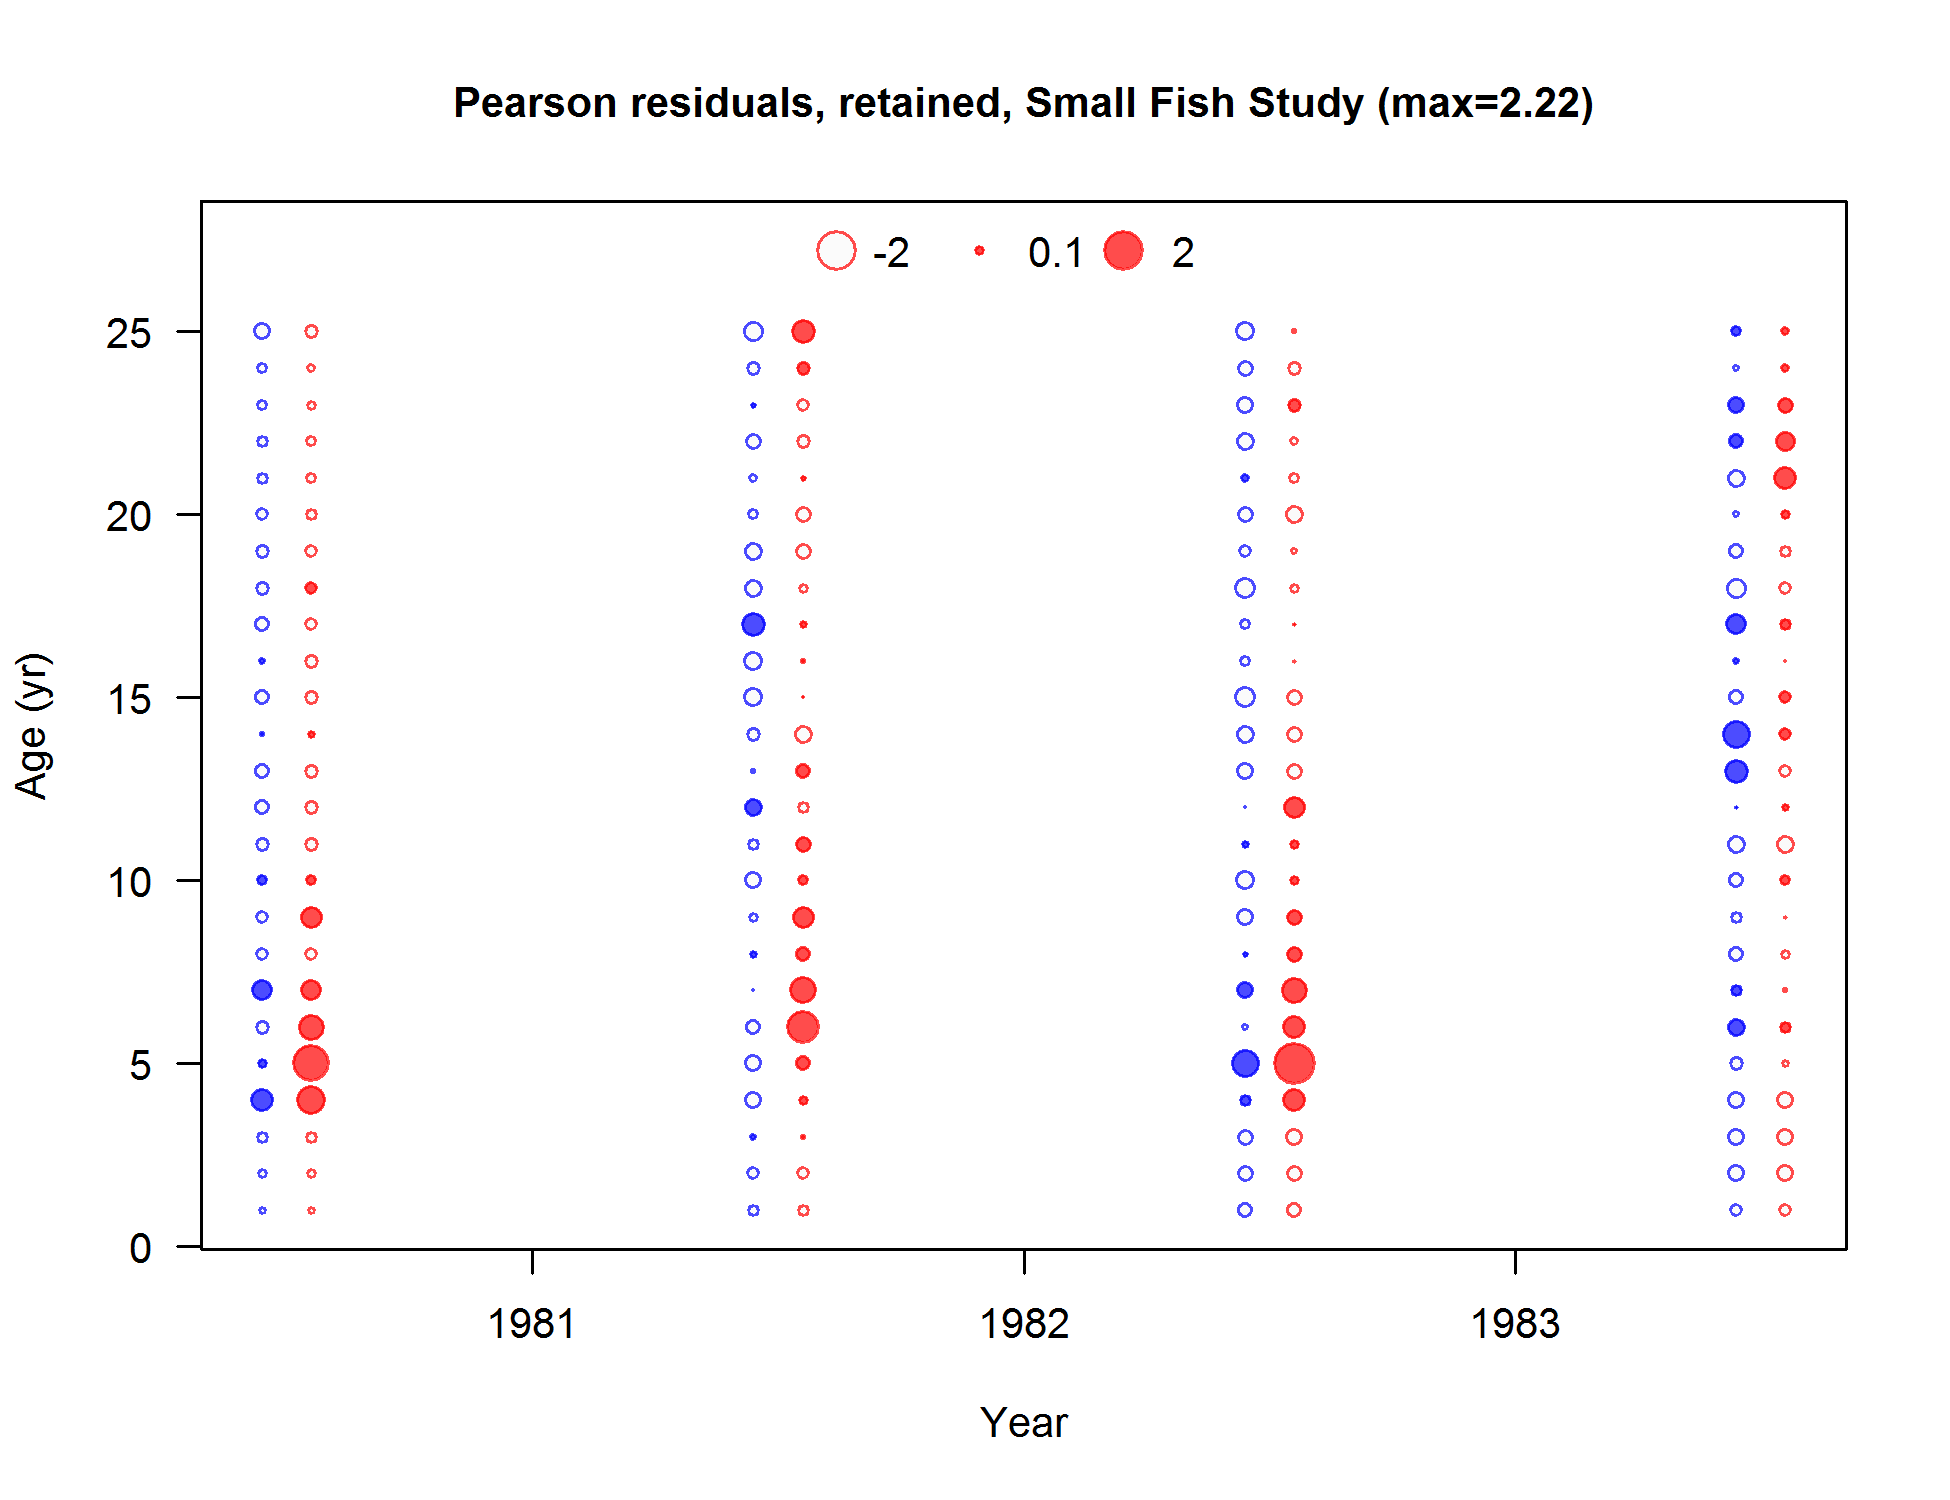 Pearson residuals, retained, Small Fish Study (max=2.22)
-2 0.1 2
25
20
15
10
5
0
Age (yr)
1981 1982 1983
Year